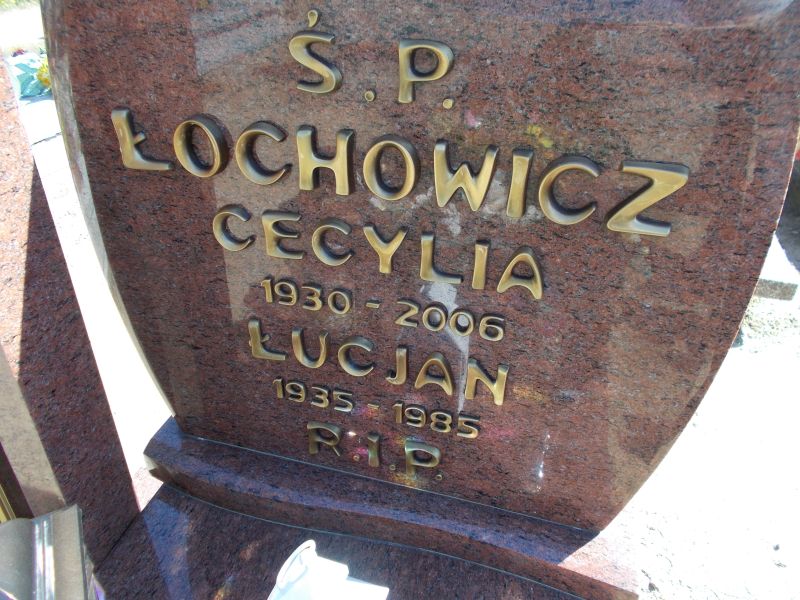 Ś.P.
ŁOCHOWICZ
CECYLIA
1930 - 2006
ŁUCJAN
1935 - 1985
R.I.P.